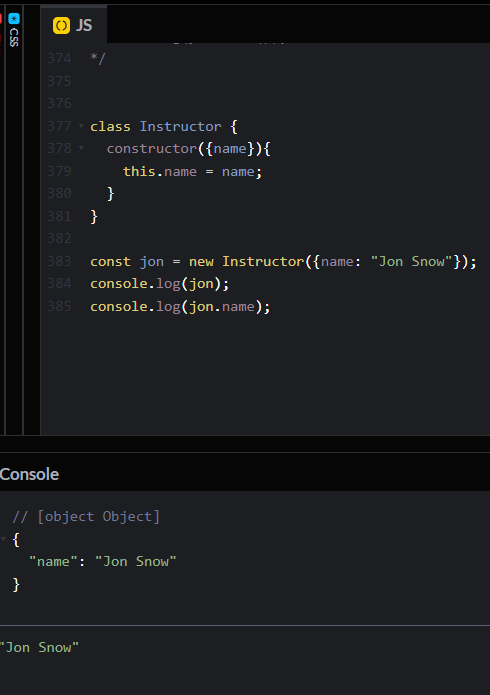 CSS
JS
374 */
375
376
377 class Instructor {
378 constructor({name}){
379 this.name = name;
380 }
381 }
382
383 const jon = new Instructor({name: "Jon Snow"});
384 console.log(jon);
385 console.log(jon.name);
Console
// [object Object]
{
"name": "Jon Snow"
}
"Jon Snow"